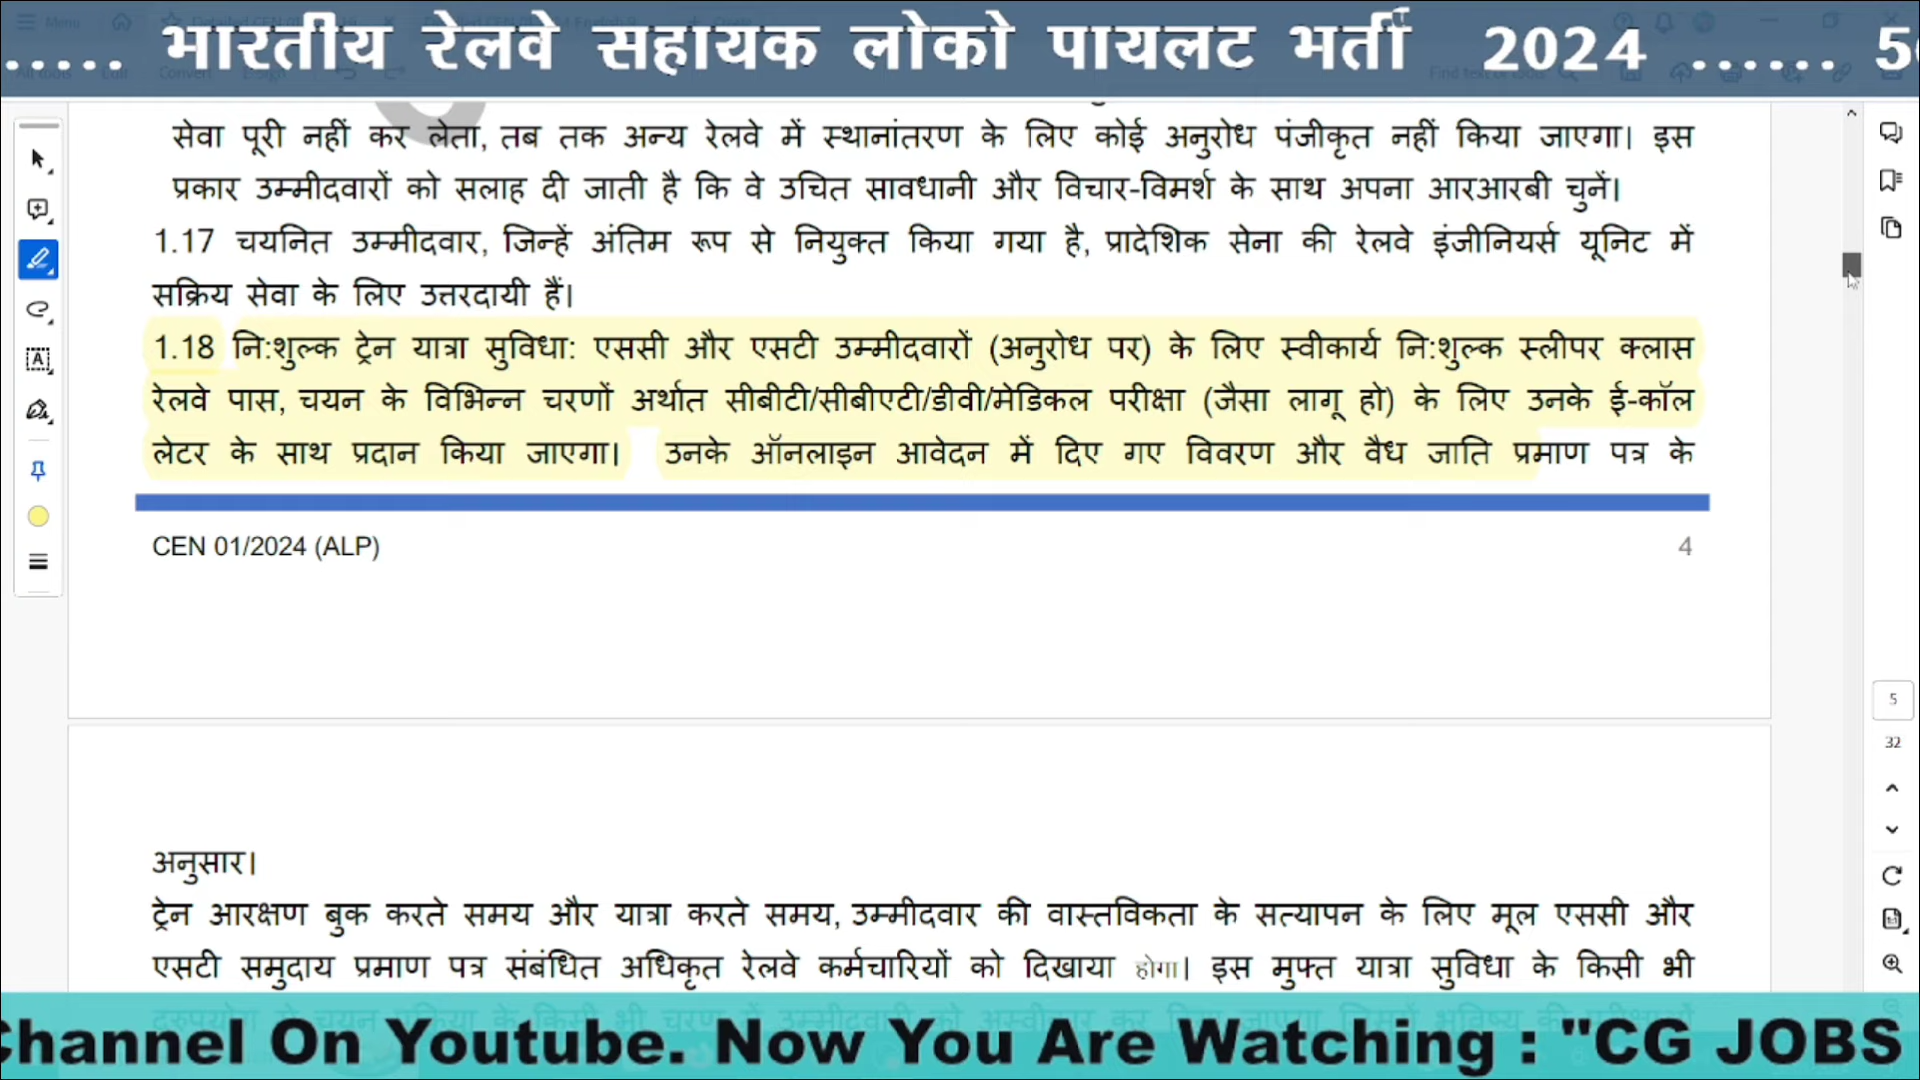 ..... भारतीय रेलवे सहायक लोको पायलट भर्ती 2024 ...... 5
सेवा पूरी नहीं कर लेता, तब तक अन्य रेलवे में स्थानांतरण के लिए कोई अनुरोध पंजीकृत नहीं किया जाएगा। इस
प्रकार उम्मीदवारों को सलाह दी जाती है कि वे उचित सावधानी और विचार-विमर्श के साथ अपना आरआरबी चुनें।
1.17 चयनित उम्मीदवार, जिन्हें अंतिम रूप से नियुक्त किया गया है, प्रादेशिक सेना की रेलवे इंजीनियर्स यूनिट में
सक्रिय सेवा के लिए उत्तरदायी हैं।
1.18 नि:शुल्क ट्रेन यात्रा सुविधा: एससी और एसटी उम्मीदवारों (अनुरोध पर) के लिए स्वीकार्य नि:शुल्क स्लीपर क्लास
रेलवे पास, चयन के विभिन्न चरणों अर्थात सीबीटी/सीबीएटी/डीवी/मेडिकल परीक्षा (जैसा लागू हो) के लिए उनके ई-कॉल
लेटर के साथ प्रदान किया जाएगा। उनके ऑनलाइन आवेदन में दिए गए विवरण और वैध जाति प्रमाण पत्र के
CEN 01/2024 (ALP) 4
5
32
अनुसार।
ट्रेन आरक्षण बुक करते समय और यात्रा करते समय, उम्मीदवार की वास्तविकता के सत्यापन के लिए मूल एससी और
एसटी समुदाय प्रमाण पत्र संबंधित अधिकृत रेलवे कर्मचारियों को दिखाया होगा। इस मुफ्त यात्रा सुविधा के किसी भी
Channel On Youtube. Now You Are Watching : "CG JOBS